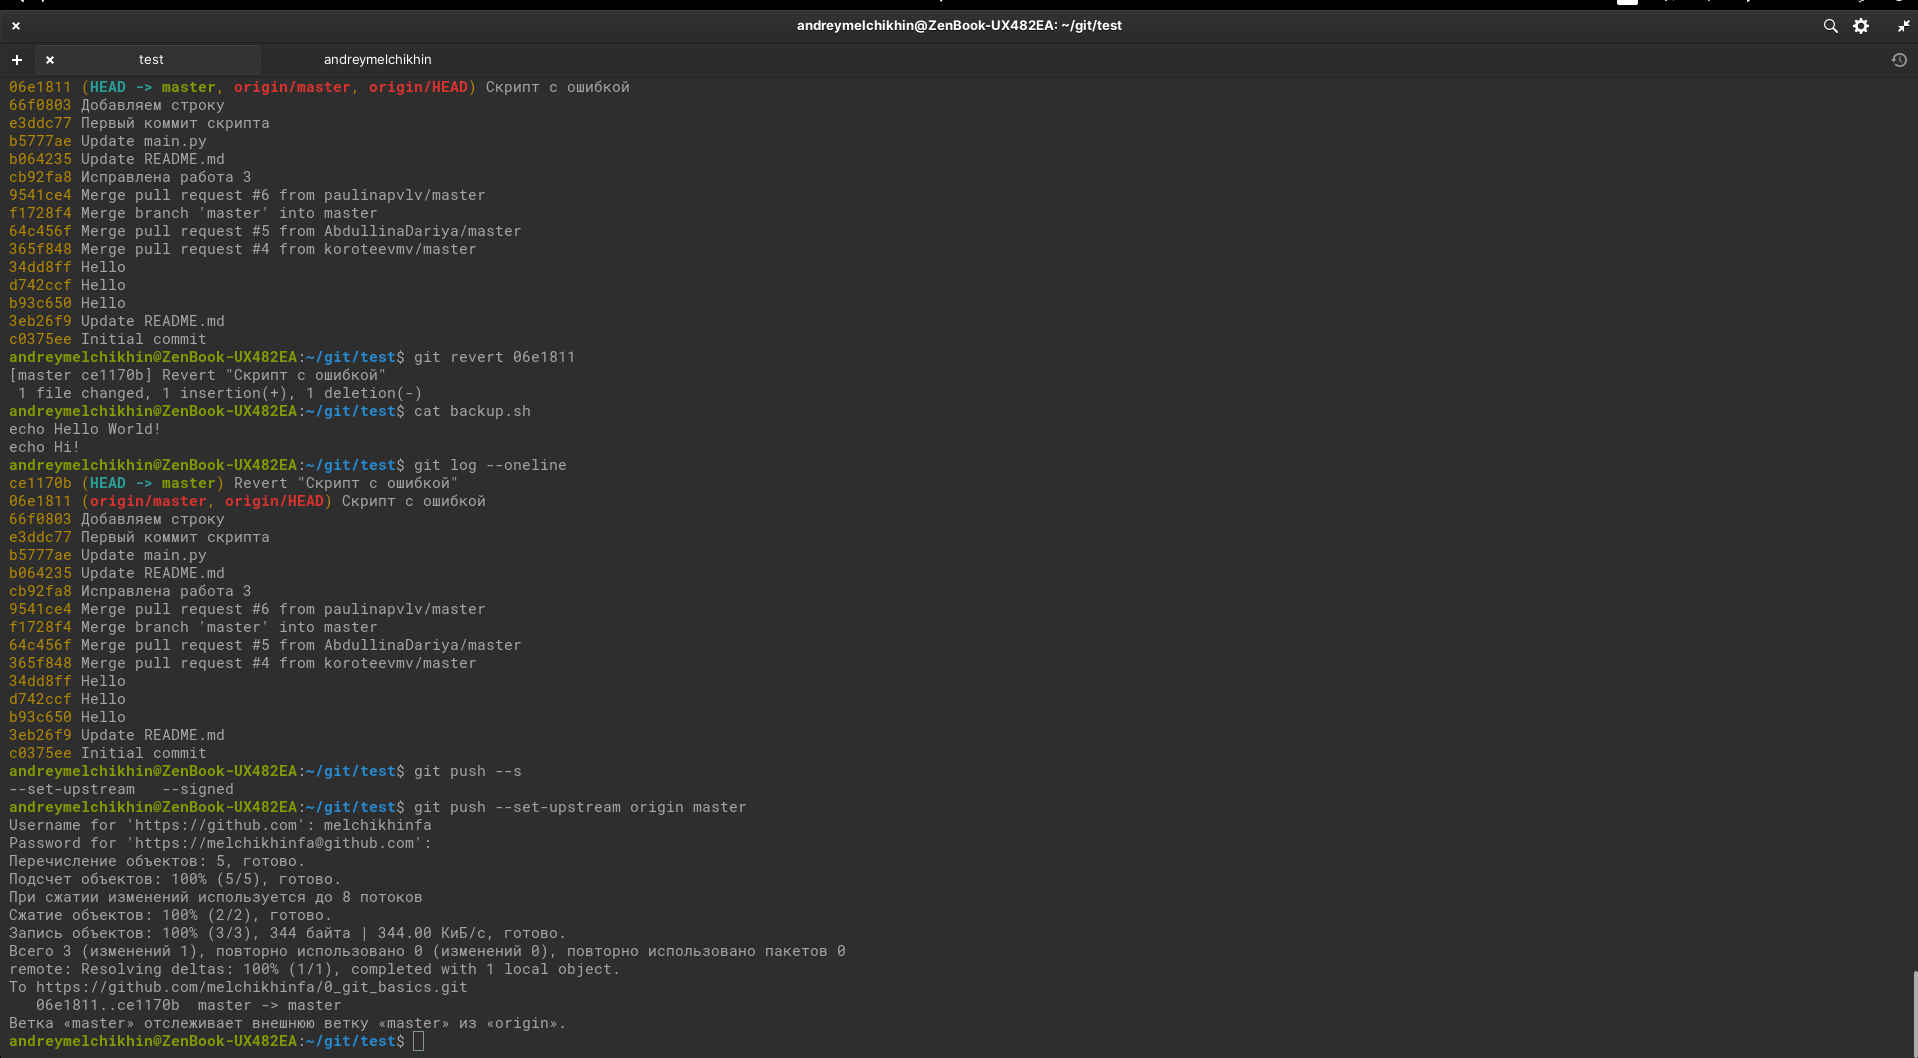 andreymelchikhin@ZenBook-UX482EA: ~/git/test
test
andreymelchikhin
06e1811 (HEAD -> master, origin/master, origin/HEAD) Скрипт с ошибкой
66f0803 Добавляем строку
e3ddc77 Первый коммит скрипта
b5777ae Update main.py
b064235 Update README.md
cb92fa8 Исправлена работа 3
9541ce4 Merge pull request #6 from paulinapvlv/master
f1728f4 Merge branch 'master' into master
64c456f Merge pull request #5 from AbdullinaDariya/master
365f848 Merge pull request #4 from koroteevmv/master
34dd8ff Hello
d742ccf Hello
b93c650 Hello
3eb26f9 Update README.md
c0375ee Initial commit
andreymelchikhin@ZenBook-UX482EA:~/git/test$ git revert 06e1811
[master ce1170b] Revert "Скрипт с ошибкой"
 1 file changed, 1 insertion(+), 1 deletion(-)
andreymelchikhin@ZenBook-UX482EA:~/git/test$ cat backup.sh
echo Hello World!
echo Hi!
andreymelchikhin@ZenBook-UX482EA:~/git/test$ git log --oneline
ce1170b (HEAD -> master) Revert "Скрипт с ошибкой"
06e1811 (origin/master, origin/HEAD) Скрипт с ошибкой
66f0803 Добавляем строку
e3ddc77 Первый коммит скрипта
b5777ae Update main.py
b064235 Update README.md
cb92fa8 Исправлена работа 3
9541ce4 Merge pull request #6 from paulinapvlv/master
f1728f4 Merge branch 'master' into master
64c456f Merge pull request #5 from AbdullinaDariya/master
365f848 Merge pull request #4 from koroteevmv/master
34dd8ff Hello
d742ccf Hello
b93c650 Hello
3eb26f9 Update README.md
c0375ee Initial commit
andreymelchikhin@ZenBook-UX482EA:~/git/test$ git push --s
--set-upstream   --signed
andreymelchikhin@ZenBook-UX482EA:~/git/test$ git push --set-upstream origin master
Username for 'https://github.com': melchikhinfa
Password for 'https://melchikhinfa@github.com':
Перечисление объектов: 5, готово.
Подсчет объектов: 100% (5/5), готово.
При сжатии изменений используется до 8 потоков
Сжатие объектов: 100% (2/2), готово.
Запись объектов: 100% (3/3), 344 байта | 344.00 КиБ/с, готово.
Всего 3 (изменений 1), повторно использовано 0 (изменений 0), повторно использовано пакетов 0
remote: Resolving deltas: 100% (1/1), completed with 1 local object.
To https://github.com/melchikhinfa/0_git_basics.git
   06e1811..ce1170b  master -> master
Ветка «master» отслеживает внешнюю ветку «master» из «origin».
andreymelchikhin@ZenBook-UX482EA:~/git/test$